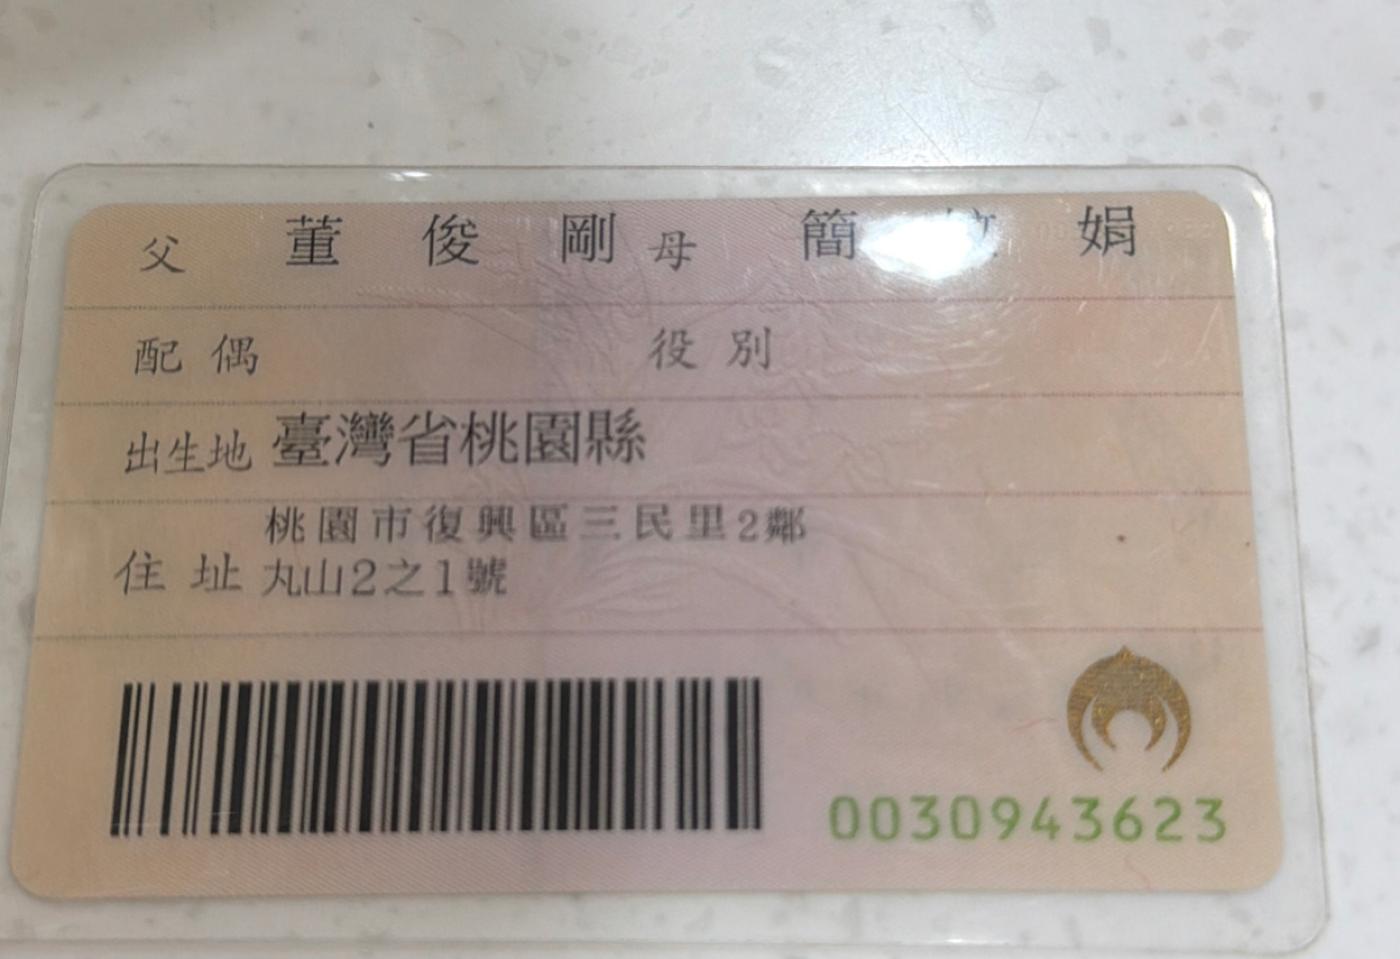 父 董俊剛 母 簡 娟
配偶 役別
出生地 臺灣省桃園縣
桃園市復興區三民里2鄰
住址 丸山2之1號
0030943623